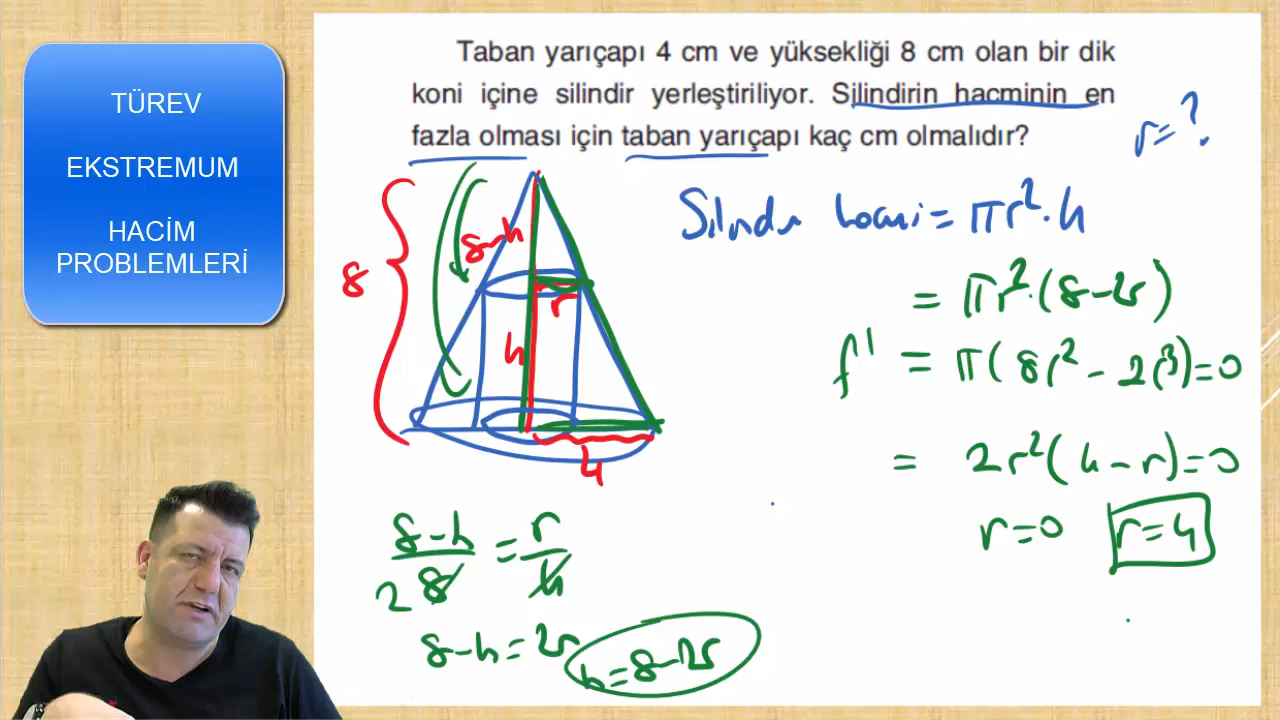 TÜREV
EKSTREMUM
HACİM
PROBLEMLERİ
Taban yarıçapı 4 cm ve yüksekliği 8 cm olan bir dik
koni içine silindir yerleştiriliyor. Silindirin hacminin en
fazla olması için taban yarıçapı kaç cm olmalıdır?
r=?
8
8-h
r
h
4
= πr²·h
= πr²·(8-2r)
f' = π(8r²-2r³)=0
= 2r²(4-r)=0
r=0 r=4
8-h/8 = r/4
2
8-h=2r
h=8-2r